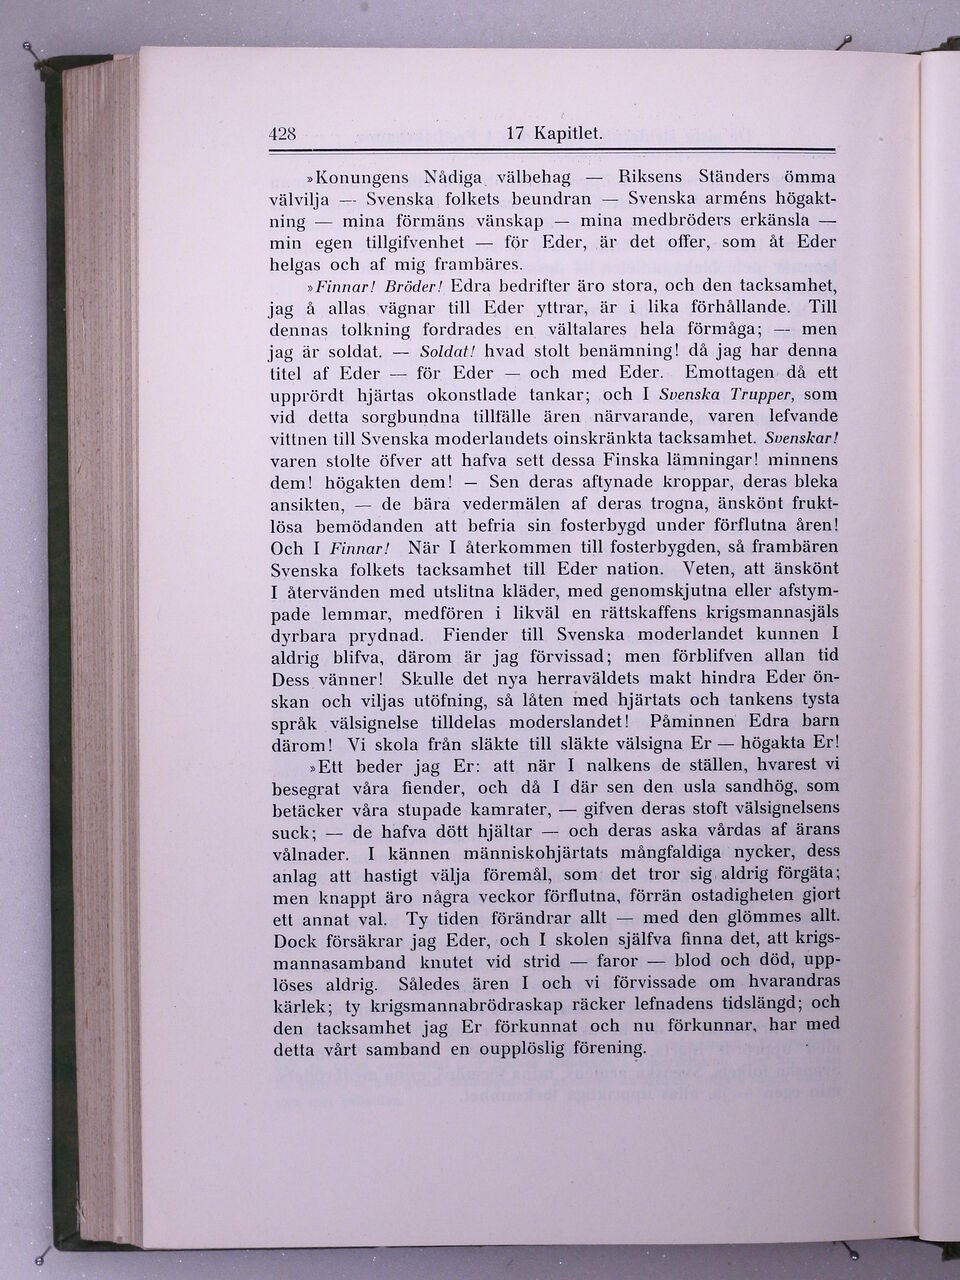 428
17 Kapitlet.
»Konungens Nådiga välbehag — Riksens Ständers ömma
välvilja — Svenska folkets beundran — Svenska arméns högakt-
ning — mina förmäns vänskap — mina medbröders erkänsla —
min egen tillgifvenhet — för Eder, är det offer, som åt Eder
helgas och af mig frambäres.
»Finnar! Bröder! Edra bedrifter äro stora, och den tacksamhet,
jag å allas vägnar till Eder yttrar, är i lika förhållande. Till
dennas tolkning fordrades en vältalares hela förmåga; — men
jag är soldat. — Soldat! hvad stolt benämning! då jag har denna
titel af Eder — för Eder — och med Eder. Emottagen då ett
upprördt hjärtas okonstlade tankar; och I Svenska Trupper, som
vid detta sorgbundna tillfälle ären närvarande, varen lefvande
vittnen till Svenska moderlandets oinskränkta tacksamhet. Svenskar!
varen stolte öfver att hafva sett dessa Finska lämningar! minnens
dem! högakten dem! — Sen deras aftynade kroppar, deras bleka
ansikten, — de bära vedermälen af deras trogna, änskönt frukt-
lösa bemödanden att befria sin fosterbygd under förflutna åren!
Och I Finnar! När I återkommen till fosterbygden, så frambären
Svenska folkets tacksamhet till Eder nation. Veten, att änskönt
I återvänden med utslitna kläder, med genomskjutna eller afstym-
pade lemmar, medfören i likväl en rättskaffens krigsmannasjäls
dyrbara prydnad. Fiender till Svenska moderlandet kunnen I
aldrig blifva, därom är jag förvissad; men förblifven allan tid
Dess vänner! Skulle det nya herraväldets makt hindra Eder ön-
skan och viljas utöfning, så låten med hjärtats och tankens tysta
språk välsignelse tilldelas moderslandet! Påminnen Edra barn
därom! Vi skola från släkte till släkte välsigna Er — högakta Er!
»Ett beder jag Er: att när I nalkens de ställen, hvarest vi
besegrat våra fiender, och då I där sen den usla sandhög, som
betäcker våra stupade kamrater, — gifven deras stoft välsignelsens
suck; — de hafva dött hjältar — och deras aska vårdas af ärans
vålnader. I kännen människohjärtats mångfaldiga nycker, dess
anlag att hastigt välja föremål, som det tror sig aldrig förgäta;
men knappt äro några veckor förflutna, förrän ostadigheten gjort
ett annat val. Ty tiden förändrar allt — med den glömmes allt.
Dock försäkrar jag Eder, och I skolen själfva finna det, att krigs-
mannasamband knutet vid strid — faror — blod och död, upp-
löses aldrig. Således ären I och vi förvissade om hvarandras
kärlek; ty krigsmannabrödraskap räcker lefnadens tidslängd; och
den tacksamhet jag Er förkunnat och nu förkunnar, har med
detta vårt samband en oupplöslig förening.